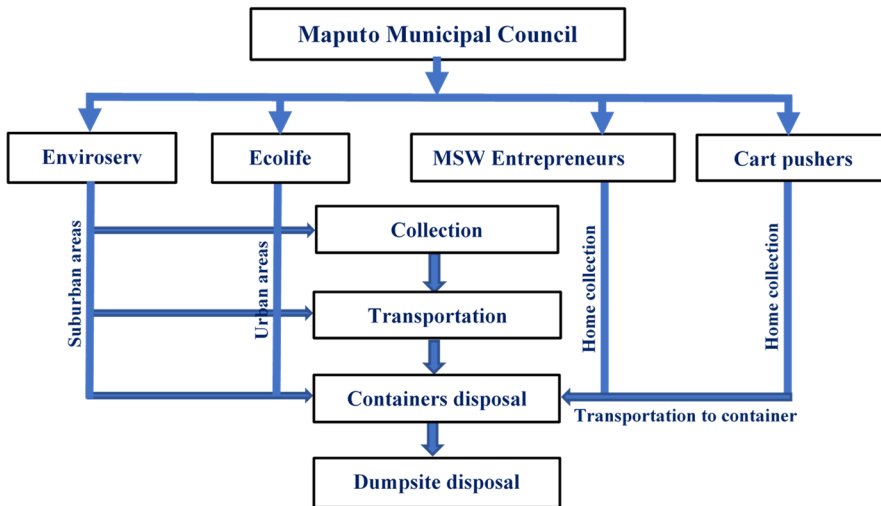 Maputo Municipal Council
Enviroserv
Ecolife
MSW Entrepreneurs
Cart pushers
Suburban areas
Urban areas
Collection
Home collection
Home collection
Transportation
Containers disposal
Transportation to container
Dumpsite disposal